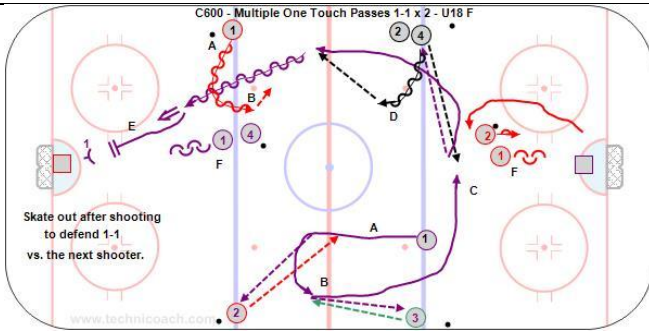 C600 - Multiple One Touch Passes 1-1 x 2 - U18 F
1
A
2
4
B
D
E
1
1
4
F
2
1
F
C
Skate out after shooting
to defend 1-1
vs. the next shooter.
A
1
B
2
3
www.technicoach.com